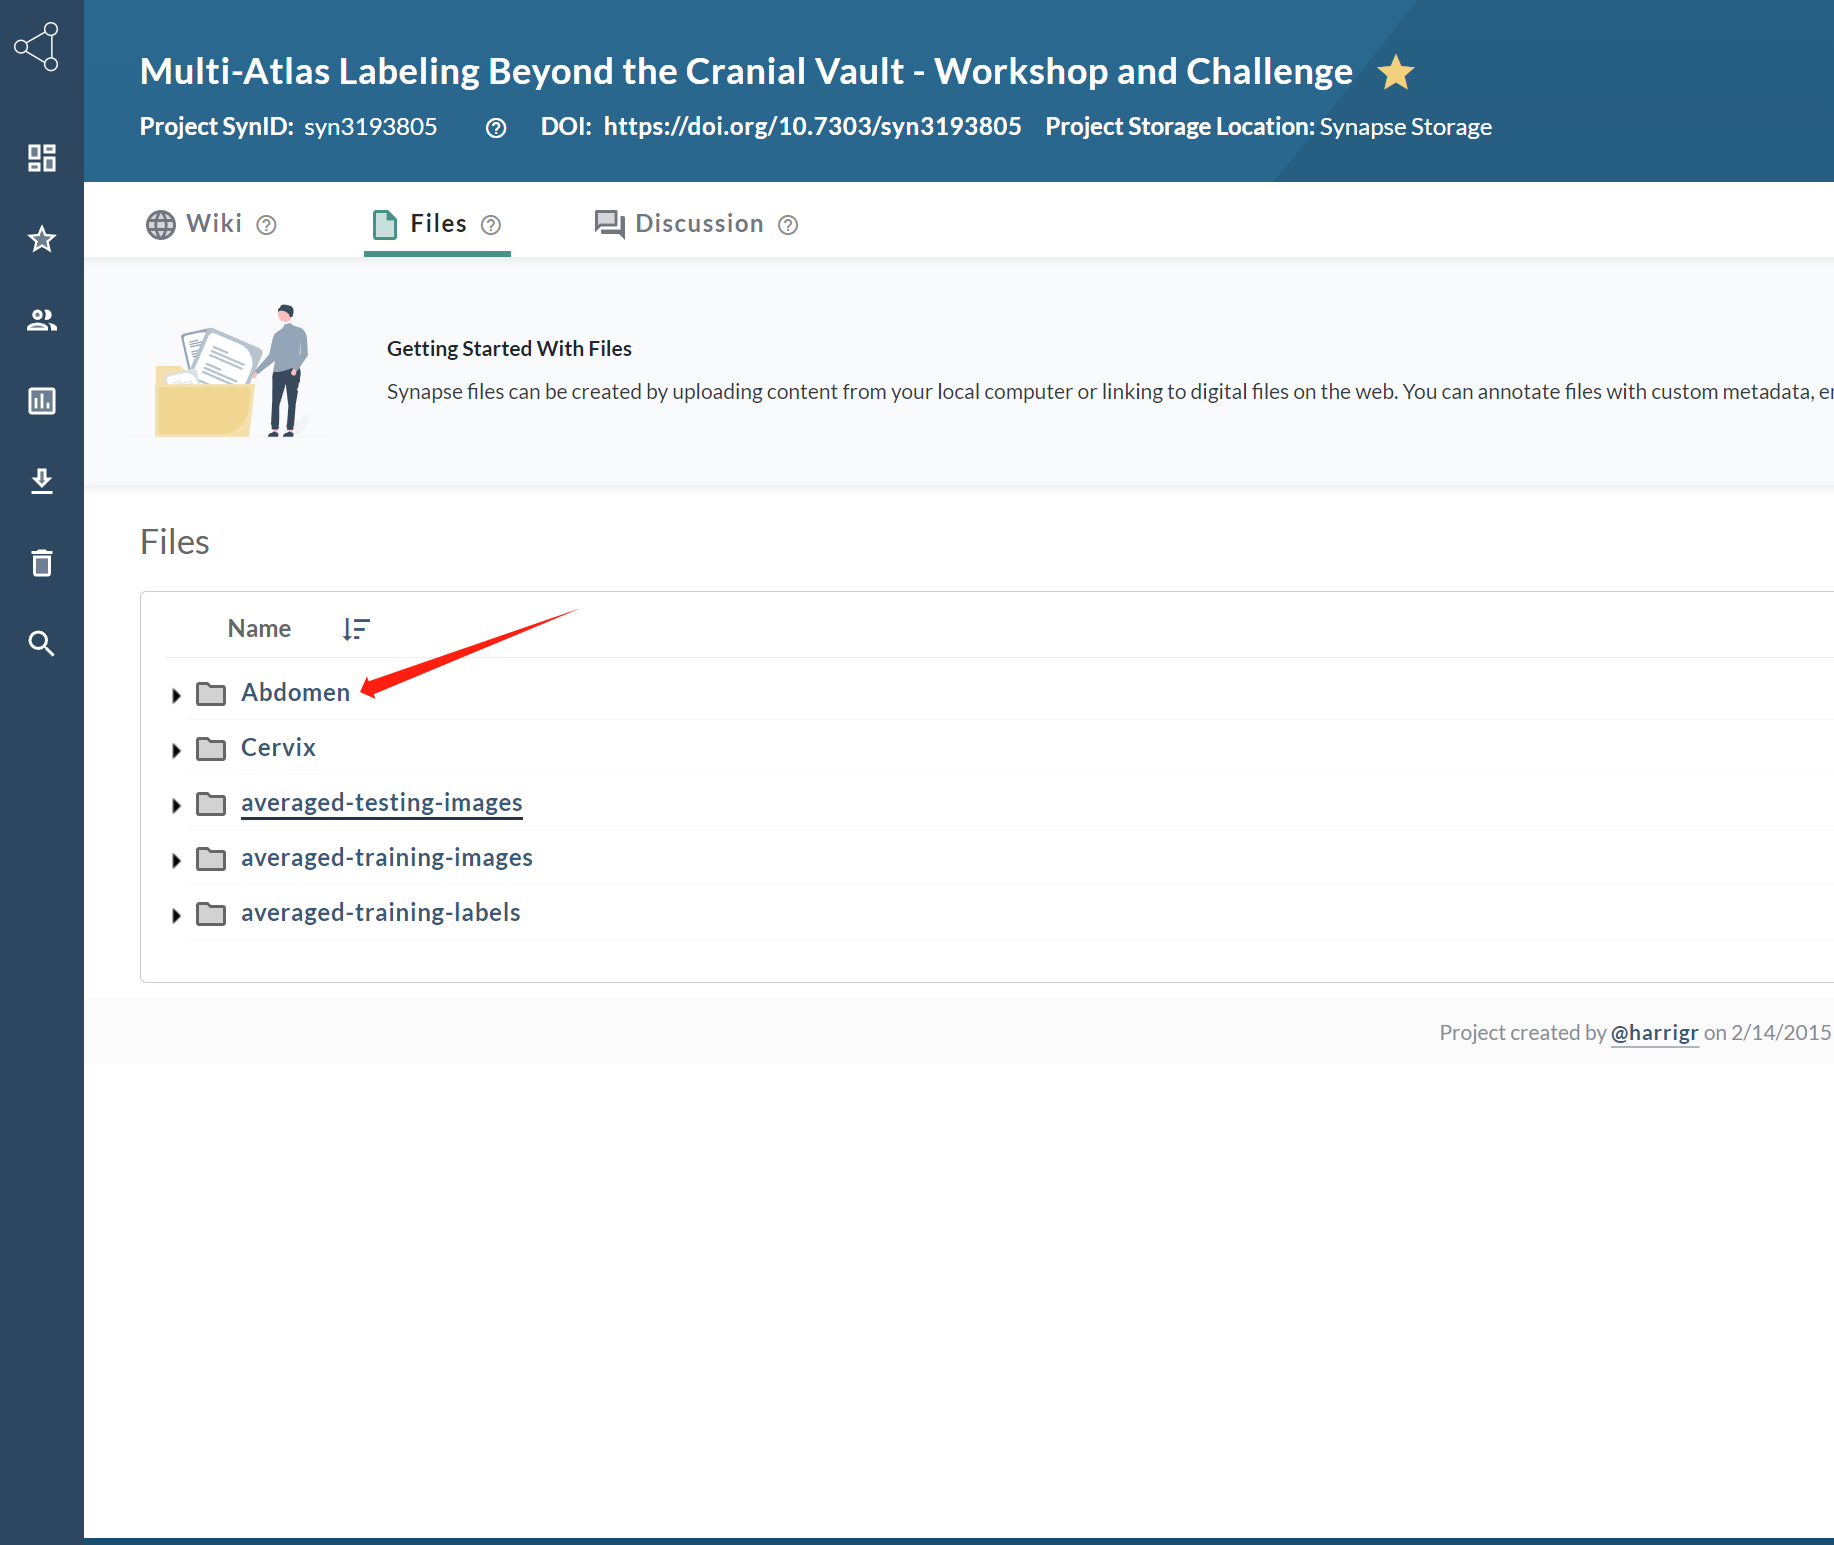 Multi-Atlas Labeling Beyond the Cranial Vault - Workshop and Challenge
Project SynID: syn3193805 DOI: https://doi.org/10.7303/syn3193805 Project Storage Location: Synapse Storage
Wiki Files Discussion
Getting Started With Files
Synapse files can be created by uploading content from your local computer or linking to digital files on the web. You can annotate files with custom metadata,
Files
Name
Abdomen
Cervix
averaged-testing-images
averaged-training-images
averaged-training-labels
Project created by @harrigr on 2/14/2015